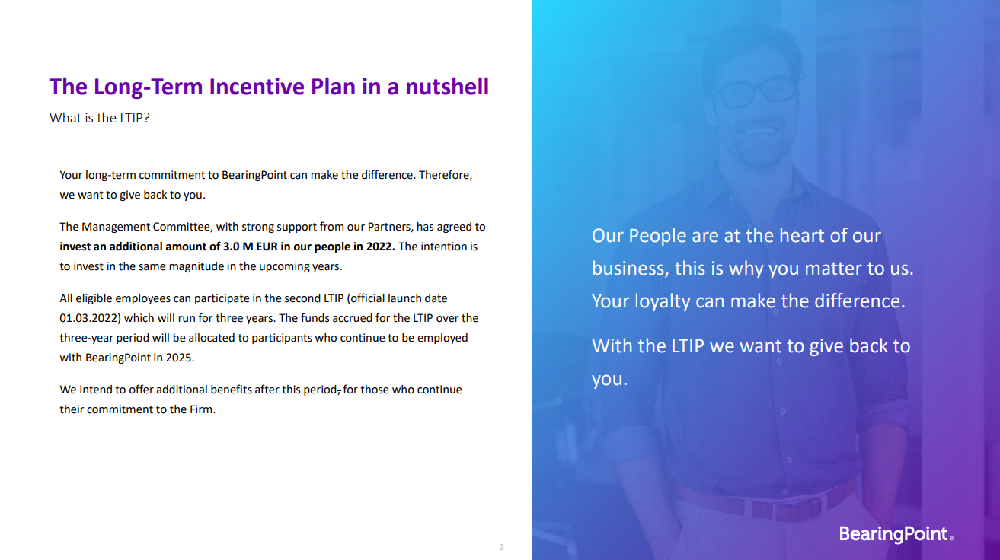 The Long-Term Incentive Plan in a nutshell
What is the LTIP?
Your long-term commitment to BearingPoint can make the difference. Therefore,
we want to give back to you.
The Management Committee, with strong support from our Partners, has agreed to
invest an additional amount of 3.0 M EUR in our people in 2022. The intention is
to invest in the same magnitude in the upcoming years.
All eligible employees can participate in the second LTIP (official launch date
01.03.2022) which will run for three years. The funds accrued for the LTIP over the
three-year period will be allocated to participants who continue to be employed
with BearingPoint in 2025.
We intend to offer additional benefits after this period, for those who continue
their commitment to the Firm.
2
Our People are at the heart of our
business, this is why you matter to us.
Your loyalty can make the difference.
With the LTIP we want to give back to
you.
BearingPoint®